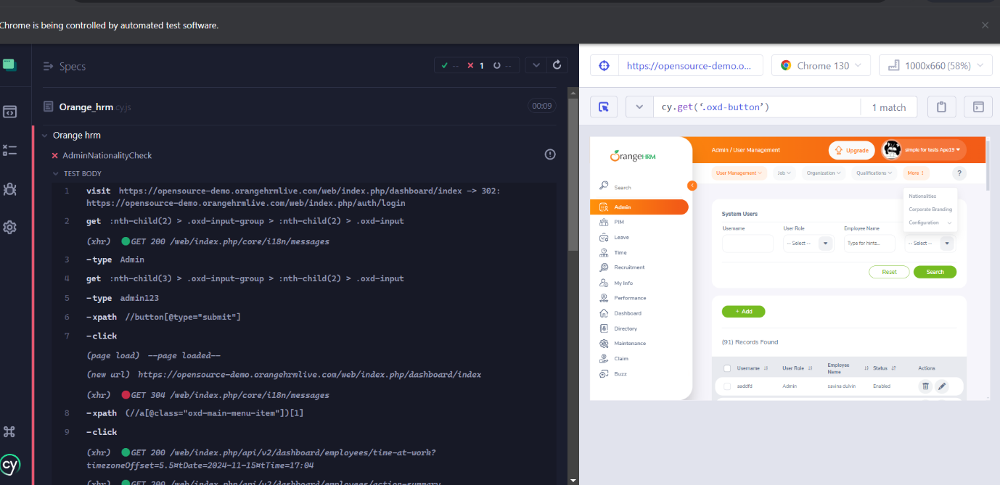 Chrome is being controlled by automated test software.
Specs
-- 1 --
Orange_hrm cy.js
00:09
Orange hrm
AdminNationalityCheck
TEST BODY
1 visit https://opensource-demo.orangehrmlive.com/web/index.php/dashboard/index -> 302:
https://opensource-demo.orangehrmlive.com/web/index.php/auth/login
2 get :nth-child(2) > .oxd-input-group > :nth-child(2) > .oxd-input
(xhr) GET 200 /web/index.php/core/i18n/messages
3 -type Admin
4 get :nth-child(3) > .oxd-input-group > :nth-child(2) > .oxd-input
5 -type admin123
6 -xpath //button[@type="submit"]
7 -click
(page load) --page loaded--
(new url) https://opensource-demo.orangehrmlive.com/web/index.php/dashboard/index
(xhr) GET 304 /web/index.php/core/i18n/messages
8 -xpath (//a[@class="oxd-main-menu-item"])[1]
9 -click
(xhr) GET 200 /web/index.php/api/v2/dashboard/employees/time-at-work?
timezoneOffset=5.5¤tDate=2024-11-15¤tTime=17:04
(xhr) GET 200 /web/index.php/api/v2/dashboard/employees/action-summary
cy
https://opensource-demo.o...
Chrome 130
1000x660 (58%)
cy.get(‘.oxd-button’)
1 match
OrangeHRM
Search
Admin
PIM
Leave
Time
Recruitment
My Info
Performance
Dashboard
Directory
Maintenance
Claim
Buzz
Admin / User Management
Upgrade
simple for tests Ape19
User Management
Job
Organization
Qualifications
More
?
Nationalities
Corporate Branding
Configuration
System Users
Username
User Role
Employee Name
-- Select --
Type for hints...
-- Select --
Reset
Search
+ Add
(91) Records Found
Username
User Role
Employee Name
Status
Actions
aaddfd
Admin
savina dulvin
Enabled